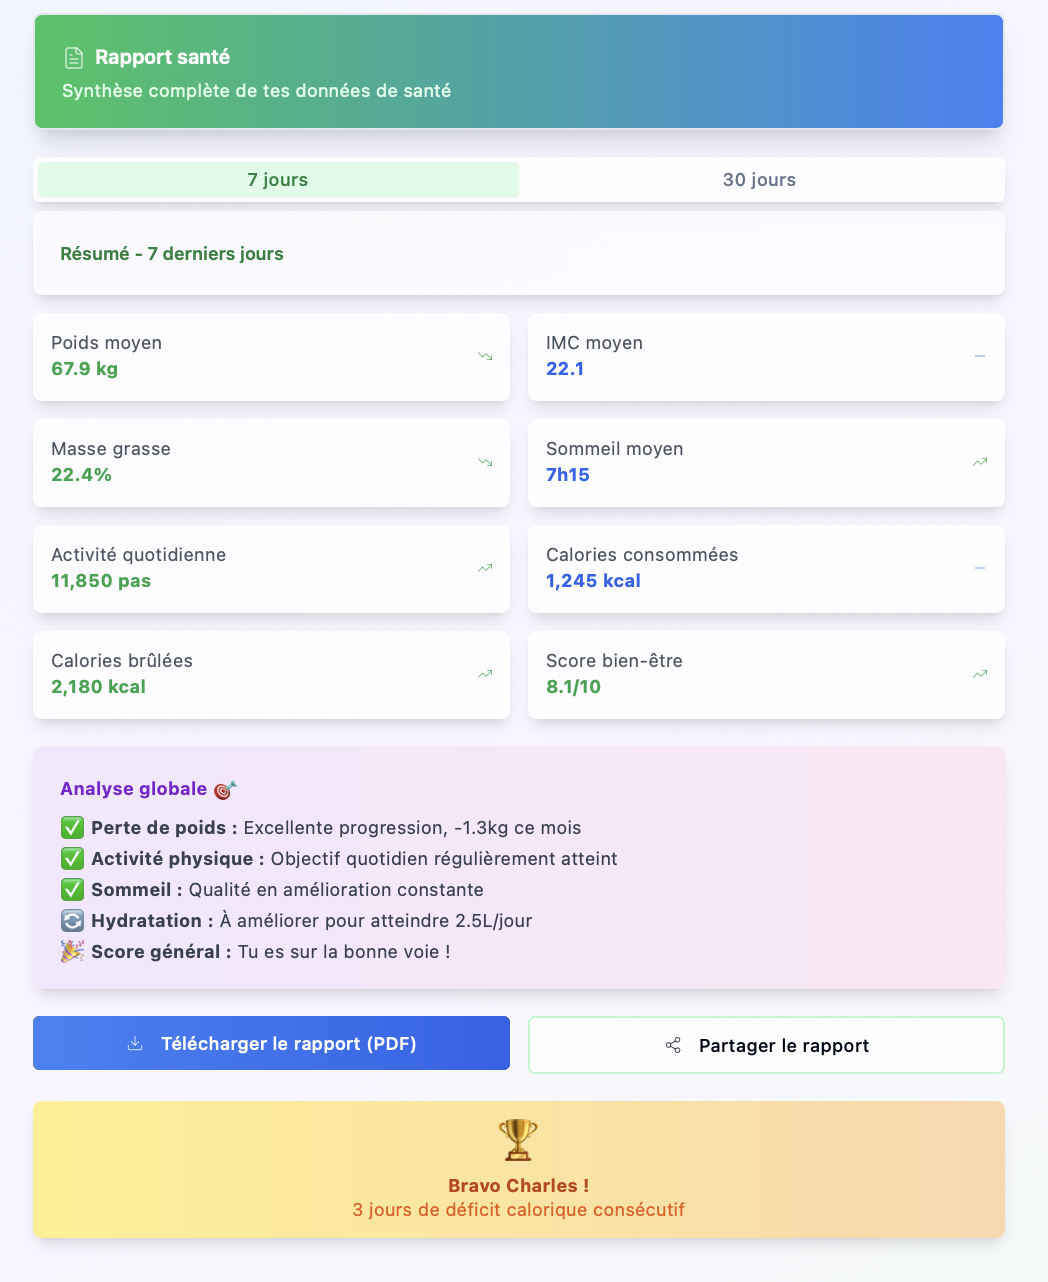 Rapport santé
Synthèse complète de tes données de santé
7 jours
30 jours
Résumé - 7 derniers jours
Poids moyen
67.9 kg
IMC moyen
22.1
Masse grasse
22.4%
Sommeil moyen
7h15
Activité quotidienne
11,850 pas
Calories consommées
1,245 kcal
Calories brûlées
2,180 kcal
Score bien-être
8.1/10
Analyse globale 🎯
✅ Perte de poids : Excellente progression, -1.3kg ce mois
✅ Activité physique : Objectif quotidien régulièrement atteint
✅ Sommeil : Qualité en amélioration constante
🔄 Hydratation : À améliorer pour atteindre 2.5L/jour
🎉 Score général : Tu es sur la bonne voie !
Télécharger le rapport (PDF)
Partager le rapport
🏆
Bravo Charles !
3 jours de déficit calorique consécutif